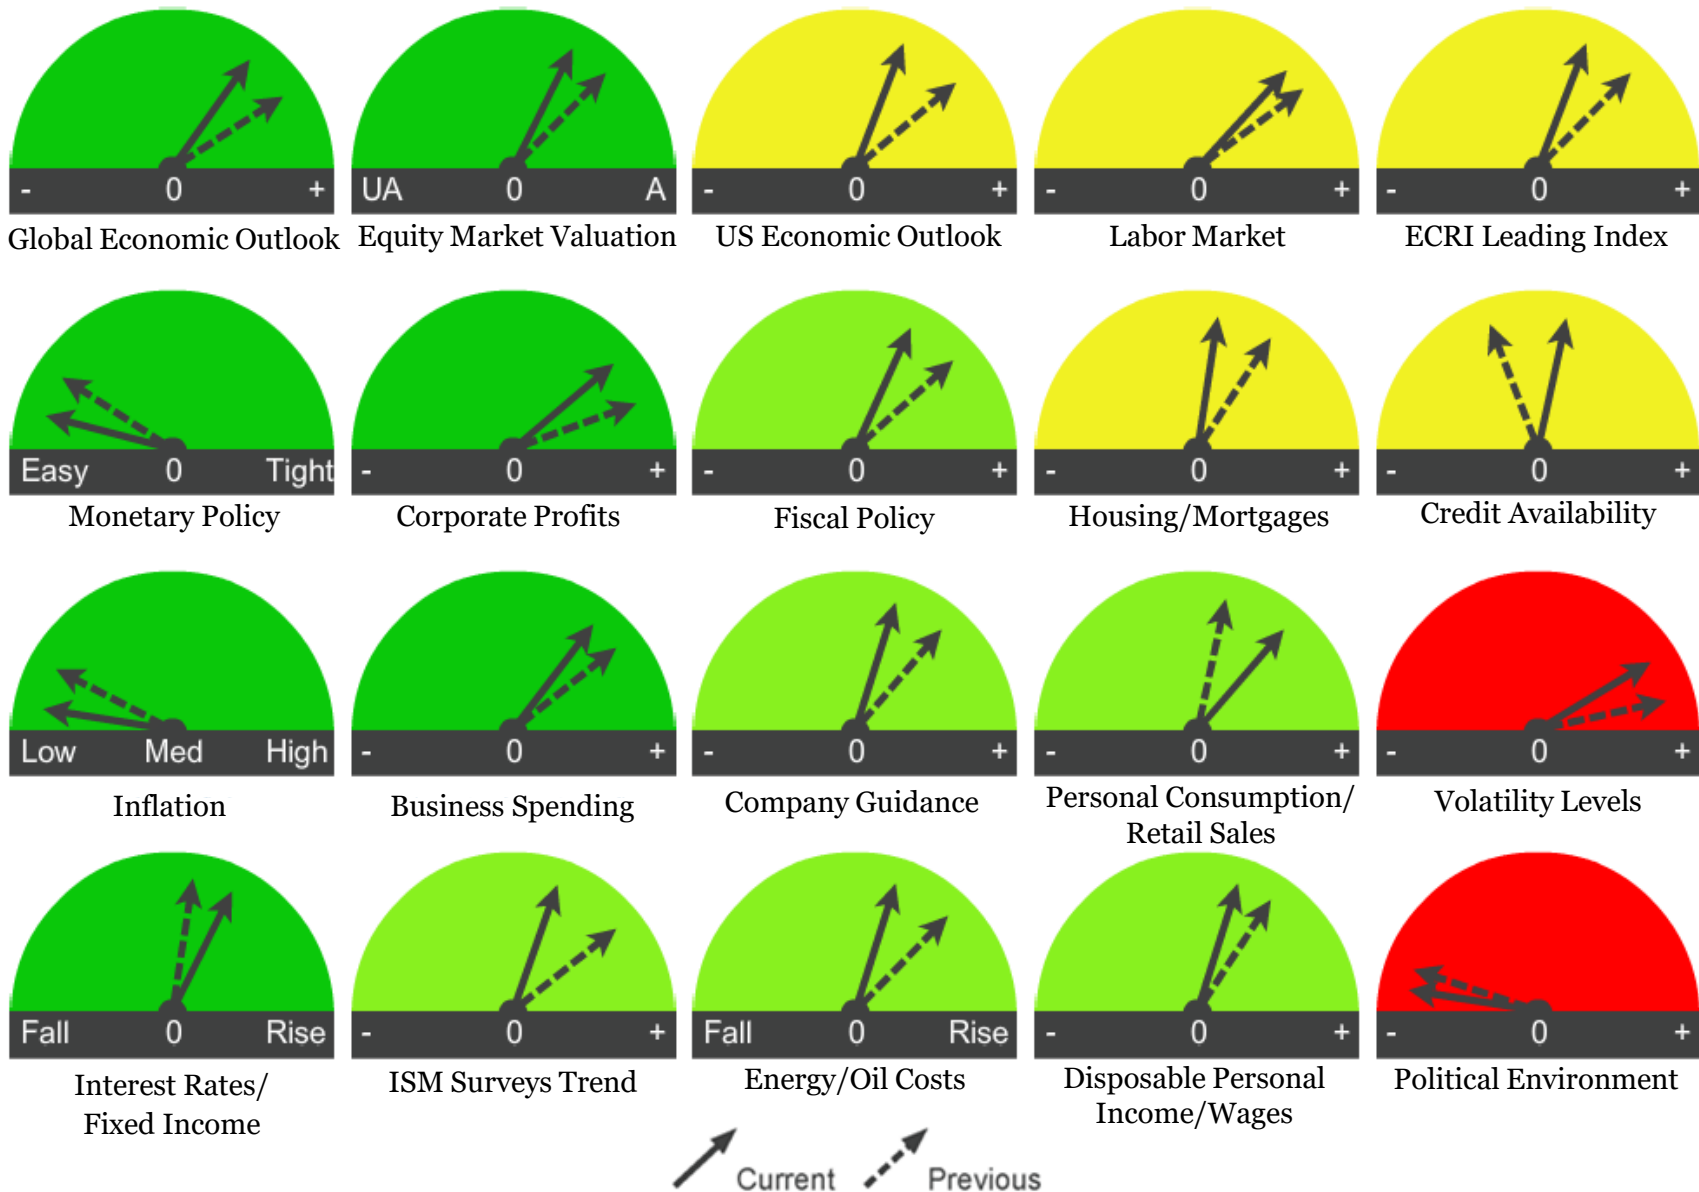 - 0 +
UA 0 A
- 0 +
- 0 +
- 0 +
Global Economic Outlook
Equity Market Valuation
US Economic Outlook
Labor Market
ECRI Leading Index
Easy 0 Tight
- 0 +
- 0 +
- 0 +
- 0 +
Monetary Policy
Corporate Profits
Fiscal Policy
Housing/Mortgages
Credit Availability
Low Med High
- 0 +
- 0 +
- 0 +
- 0 +
Inflation
Business Spending
Company Guidance
Personal Consumption/
Retail Sales
Volatility Levels
Fall 0 Rise
- 0 +
Fall 0 Rise
- 0 +
- 0 +
Interest Rates/
Fixed Income
ISM Surveys Trend
Energy/Oil Costs
Disposable Personal
Income/Wages
Political Environment
Current
Previous